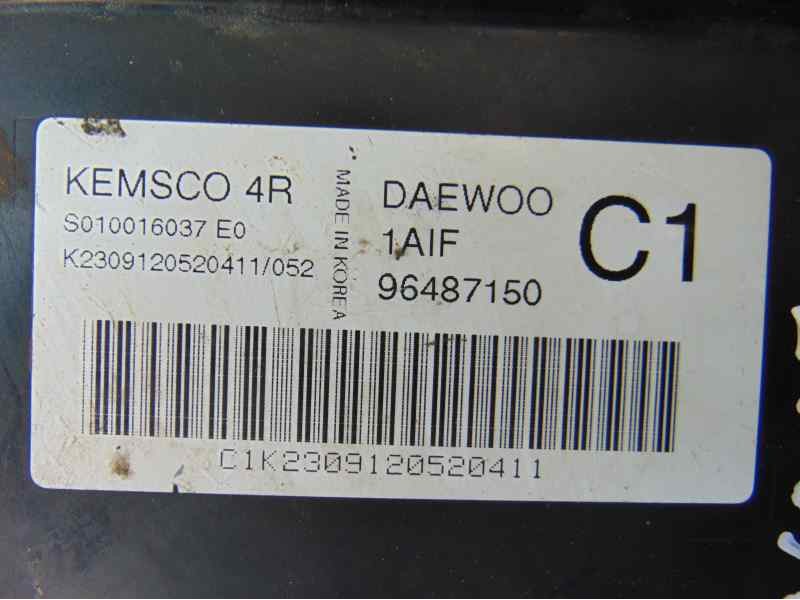 KEMSCO 4R
S010016037 E0
K2309120520411/052
MADE IN KOREA
DAEWOO
1AIF
96487150
C1
C1K2309120520411